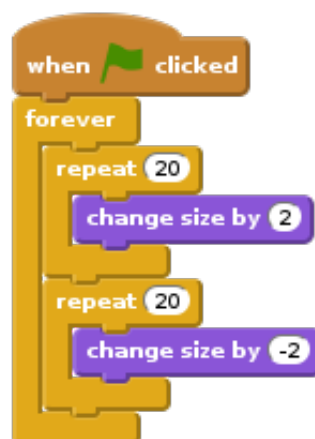 when clicked
forever
repeat 20
change size by 2
repeat 20
change size by -2